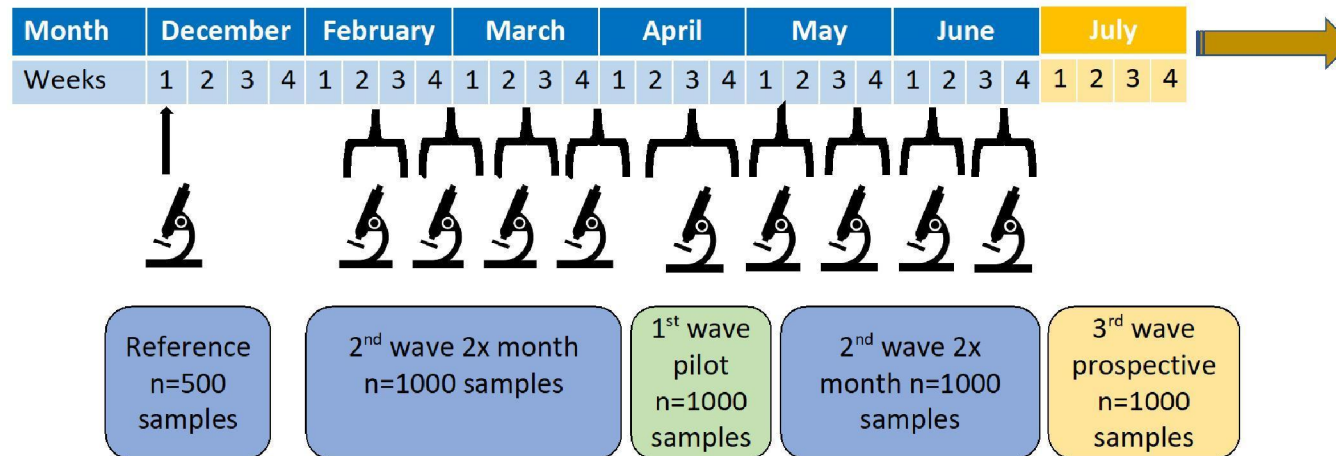 Month December February March April May June July
Weeks 1 2 3 4 1 2 3 4 1 2 3 4 1 2 3 4 1 2 3 4 1 2 3 4 1 2 3 4
Reference
n=500
samples
2nd wave 2x month
n=1000 samples
1st wave
pilot
n=1000
samples
2nd wave 2x
month n=1000
samples
3rd wave
prospective
n=1000
samples